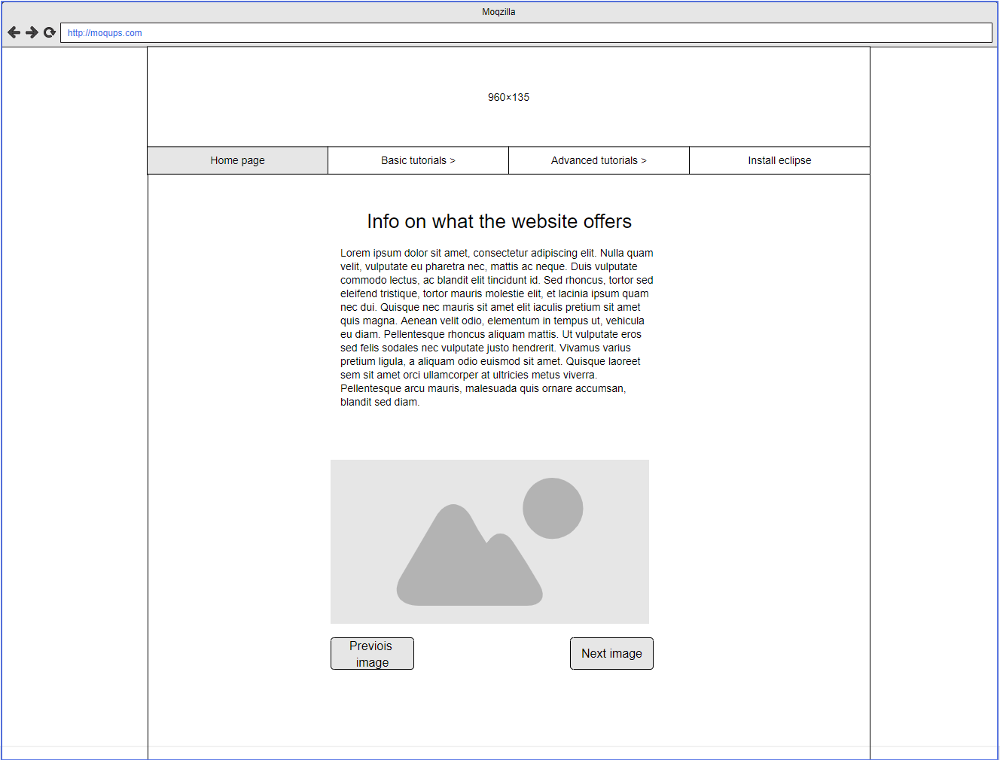 Moqzilla
http://moqups.com
960×135
Home page
Basic tutorials >
Advanced tutorials >
Install eclipse
Info on what the website offers
Lorem ipsum dolor sit amet, consectetur adipiscing elit. Nulla quam
velit, vulputate eu pharetra nec, mattis ac neque. Duis vulputate
commodo lectus, ac blandit elit tincidunt id. Sed rhoncus, tortor sed
eleifend tristique, tortor mauris molestie elit, et lacinia ipsum quam
nec dui. Quisque nec mauris sit amet elit iaculis pretium sit amet
quis magna. Aenean velit odio, elementum in tempus ut, vehicula
eu diam. Pellentesque rhoncus aliquam mattis. Ut vulputate eros
sed felis sodales nec vulputate justo hendrerit. Vivamus varius
pretium ligula, a aliquam odio euismod sit amet. Quisque laoreet
sem sit amet orci ullamcorper at ultricies metus viverra.
Pellentesque arcu mauris, malesuada quis ornare accumsan,
blandit sed diam.
Previois
image
Next image